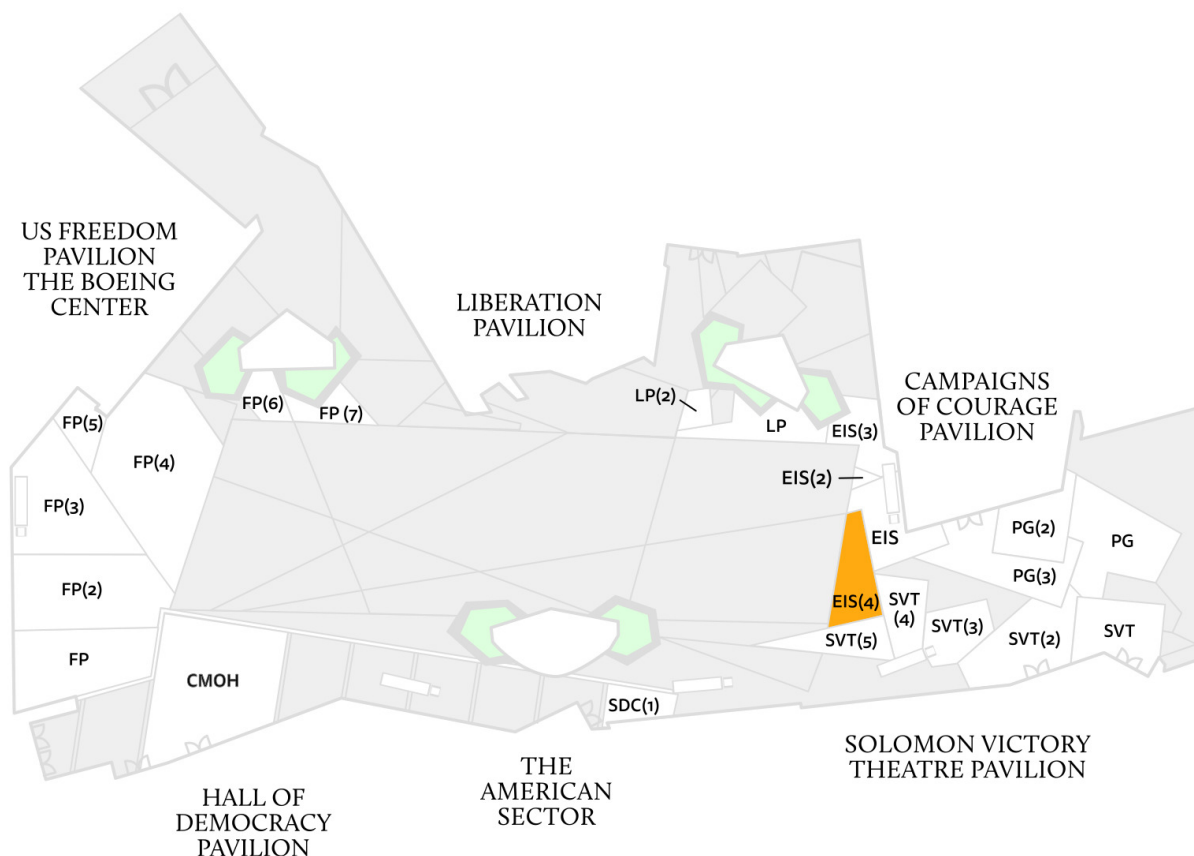 US FREEDOM
PAVILION
THE BOEING
CENTER
LIBERATION
PAVILION
CAMPAIGNS
OF COURAGE
PAVILION
FP(5)
FP(6)
FP (7)
LP(2)
LP
EIS(3)
FP(4)
EIS(2)
FP(3)
EIS
PG(2)
PG
PG(3)
FP(2)
EIS(4)
SVT
(4)
SVT(3)
SVT(5)
SVT(2)
SVT
FP
CMOH
SDC(1)
SOLOMON VICTORY
THEATRE PAVILION
THE
AMERICAN
SECTOR
HALL OF
DEMOCRACY
PAVILION